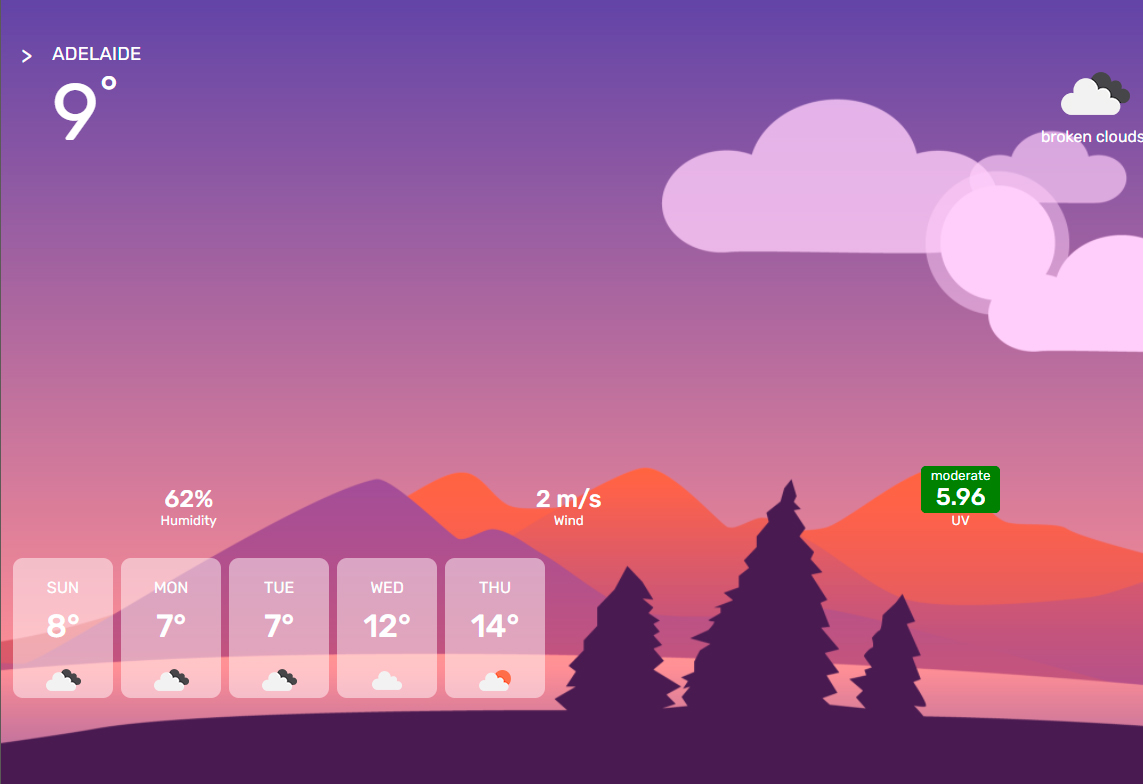 > ADELAIDE
9°
broken clouds
62%
Humidity
2 m/s
Wind
moderate
5.96
UV
SUN
8°
MON
7°
TUE
7°
WED
12°
THU
14°